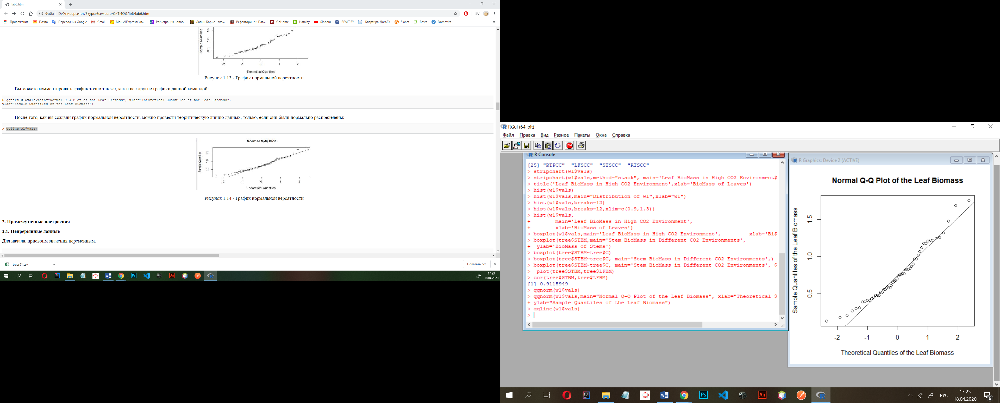 lab6.htm
Файл D:/Университет/3курс/6семестр/СиТИОД/lb6/lab6.htm
Приложения Почта Переводчик Google Gmail Мой AliExpress: Уп... Регистрация новог... Лапин Борис - ска... Рефакторинг и Пат... GoHome Hata.by Sindom REALT.BY Квартира-Дом.BY Slanet Resta Domovita »
Sample Quantiles
1.5
1.0
0.5
-2 -1 0 1 2
Theoretical Quantiles
Рисунок 1.13 - График нормальной вероятности
Вы можете комментировать график точно так же, как и все другие графики данной командой:
> qqnorm(w1$vals,main="Normal Q-Q Plot of the Leaf Biomass", xlab="Theoretical Quantiles of the Leaf Biomass",
ylab="Sample Quantiles of the Leaf Biomass")
После того, как вы создали график нормальной вероятности, можно провести теоритическую линию данных, только, если они были нормально распределены:
> qqline(w1$vals)
Normal Q-Q Plot
Sample Quantiles
1.5
1.0
0.5
-2 -1 0 1 2
Theoretical Quantiles
Рисунок 1.14 - График нормальной вероятности
2. Промежуточные построения
2.1. Непрерывные данные
Для начала, присвоим значения переменным.
trees91.csv
Показать все
17:23
18.04.2020
RGui (64-bit)
Файл Правка Вид Разное Пакеты Окна Справка
STOP
R Console
[25] "RTPCC" "LFSCC" "STSCC" "RTSCC"
> stripchart(w1$vals)
> stripchart(w1$vals,method="stack", main='Leaf BioMass in High CO2 Environment$
> title('Leaf BioMass in High CO2 Environment',xlab='BioMass of Leaves')
> hist(w1$vals)
> hist(w1$vals,main="Distribution of w1",xlab="w1")
> hist(w1$vals,breaks=12)
> hist(w1$vals,breaks=12,xlim=c(0.9,1.3))
> hist(w1$vals,
+ main='Leaf BioMass in High CO2 Environment',
+ xlab='BioMass of Leaves')
> boxplot(w1$vals,main='Leaf BioMass in High CO2 Environment', xlab='Bi$
> boxplot(tree$STBM,main='Stem BioMass in Different CO2 Environments',
+ ylab='BioMass of Stems')
> boxplot(tree$STBM~tree$C)
> boxplot(tree$STBM~tree$C, main='Stem BioMass in Different CO2 Environments',)
> boxplot(tree$STBM~tree$C, main='Stem BioMass in Different CO2 Environments', $
> plot(tree$STBM,tree$LFBM)
> cor(tree$STBM,tree$LFBM)
[1] 0.9115949
> qqnorm(w1$vals)
> qqnorm(w1$vals,main="Normal Q-Q Plot of the Leaf Biomass", xlab="Theoretical $
+ ylab="Sample Quantiles of the Leaf Biomass")
> qqline(w1$vals)
>
R Graphics: Device 2 (ACTIVE)
Normal Q-Q Plot of the Leaf Biomass
Sample Quantiles of the Leaf Biomass
1.5
1.0
0.5
-2 -1 0 1 2
Theoretical Quantiles of the Leaf Biomass
РУС
17:23
18.04.2020
6